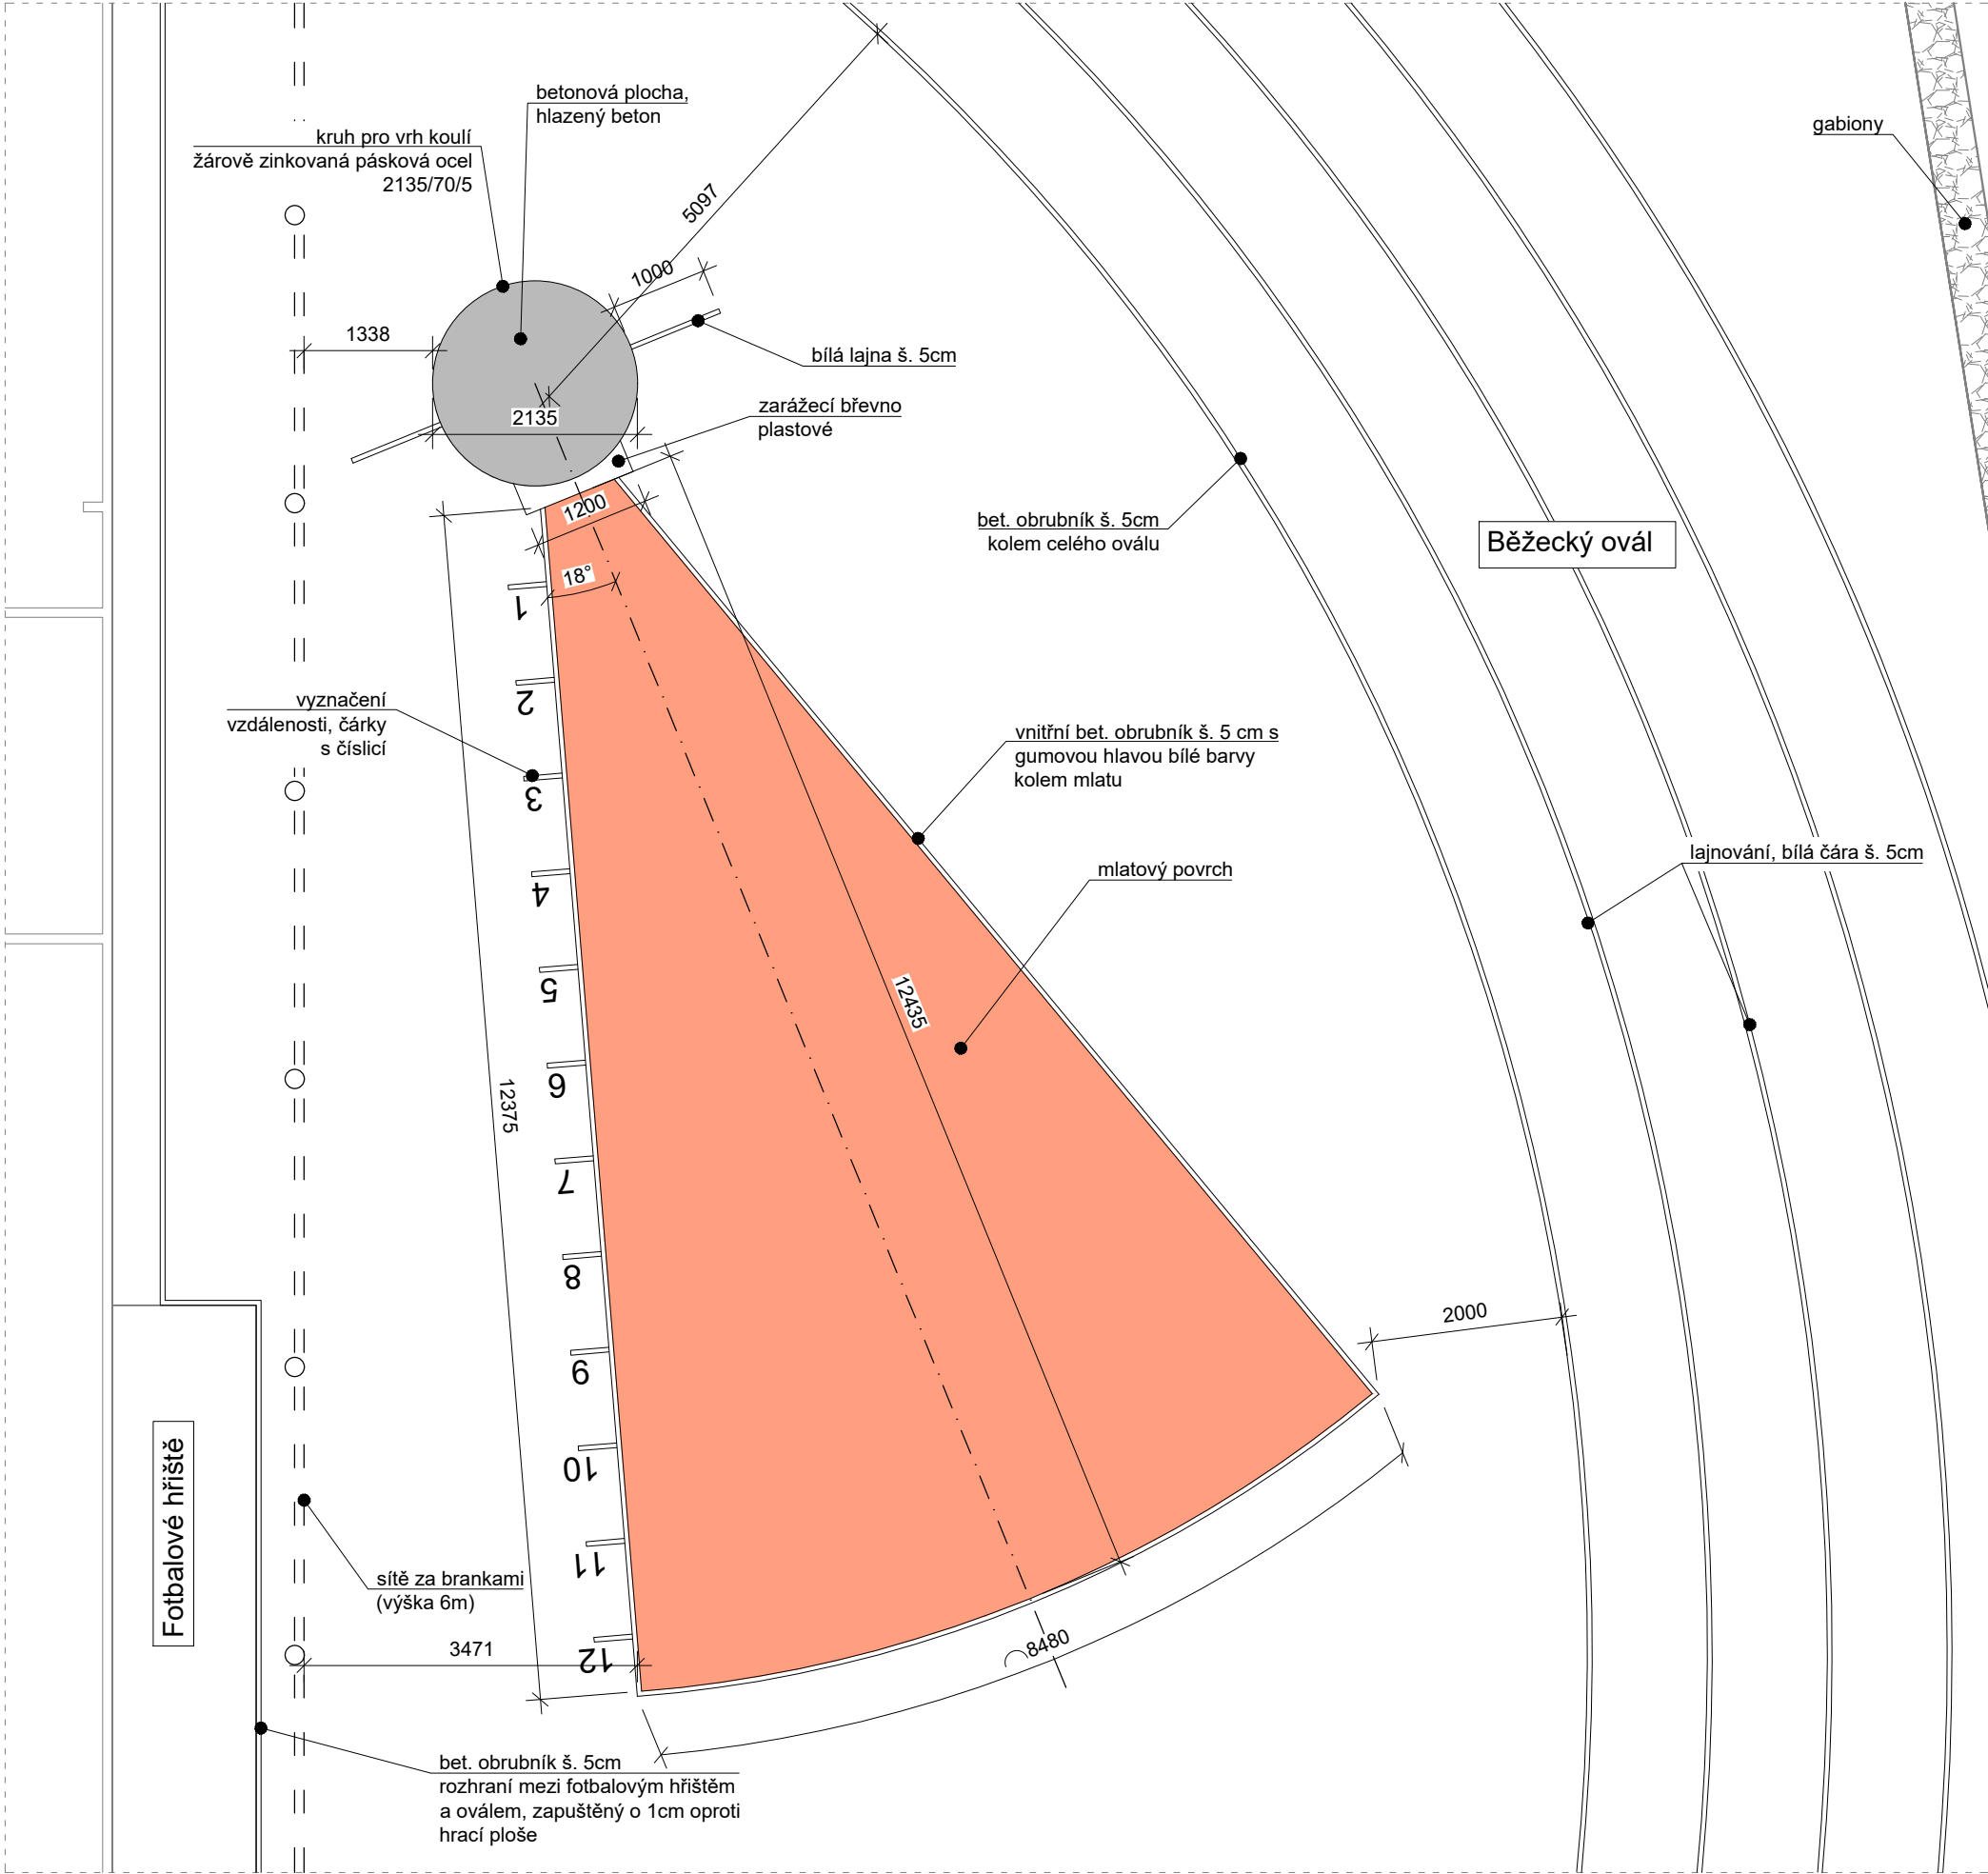 betonová plocha,
hlazený beton
kruh pro vrh koulí
žárově zinkovaná pásková ocel
2135/70/5
gabiony
5097
1000
1338
bílá lajna š. 5cm
2135
zarážecí břevno
plastové
1200
bet. obrubník š. 5cm
kolem celého oválu
Běžecký ovál
18°
1
2
vyznačení
vzdálenosti, čárky
s číslicí
3
vnitřní bet. obrubník š. 5 cm s
gumovou hlavou bílé barvy
kolem mlatu
4
mlatový povrch
lajnování, bílá čára š. 5cm
5
12435
6
12375
7
8
2000
9
10
Fotbalové hřiště
11
sítě za brankami
(výška 6m)
12
3471
8480
bet. obrubník š. 5cm
rozhraní mezi fotbalovým hřištěm
a oválem, zapuštěný o 1cm oproti
hrací ploše